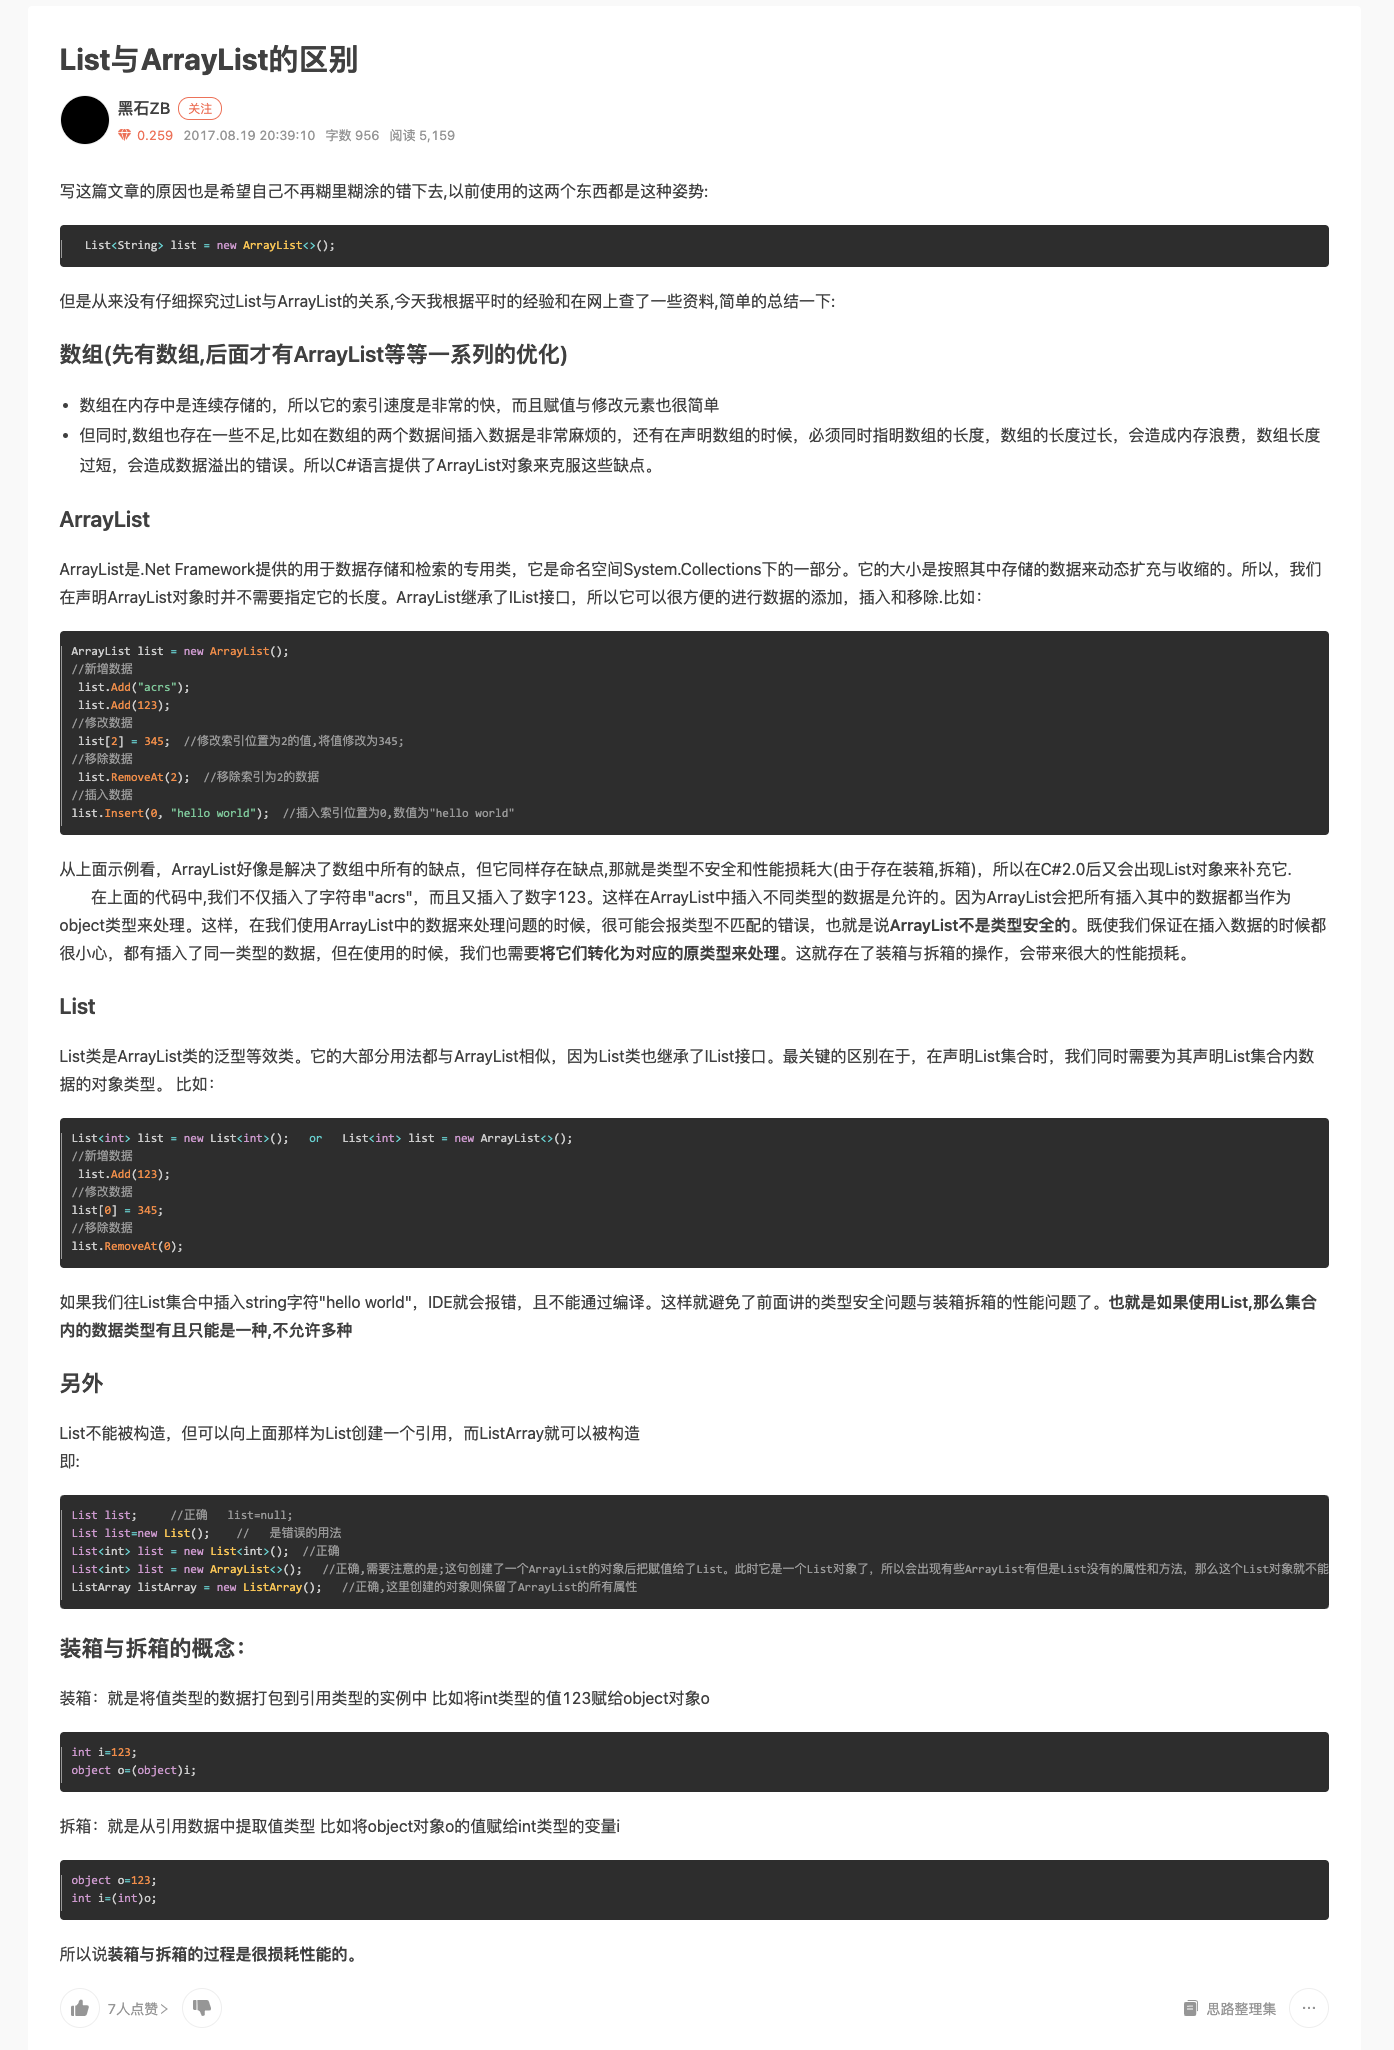 List与ArrayList的区别
黑石ZB 关注
0.259 2017.08.19 20:39:10 字数 956 阅读 5,159
写这篇文章的原因也是希望自己不再糊里糊涂的错下去,以前使用的这两个东西都是这种姿势:
List<String> list = new ArrayList<>();
但是从来没有仔细探究过List与ArrayList的关系,今天我根据平时的经验和在网上查了一些资料,简单的总结一下:
数组(先有数组,后面才有ArrayList等等一系列的优化)
• 数组在内存中是连续存储的，所以它的索引速度是非常的快，而且赋值与修改元素也很简单
• 但同时,数组也存在一些不足,比如在数组的两个数据间插入数据是非常麻烦的，还有在声明数组的时候，必须同时指明数组的长度，数组的长度过长，会造成内存浪费，数组长度
过短，会造成数据溢出的错误。所以C#语言提供了ArrayList对象来克服这些缺点。
ArrayList
ArrayList是.Net Framework提供的用于数据存储和检索的专用类，它是命名空间System.Collections下的一部分。它的大小是按照其中存储的数据来动态扩充与收缩的。所以，我们
在声明ArrayList对象时并不需要指定它的长度。ArrayList继承了IList接口，所以它可以很方便的进行数据的添加，插入和移除.比如：
ArrayList list = new ArrayList();
//新增数据
list.Add("acrs");
list.Add(123);
//修改数据
list[2] = 345; //修改索引位置为2的值,将值修改为345;
//移除数据
list.RemoveAt(2); //移除索引为2的数据
//插入数据
list.Insert(0, "hello world"); //插入索引位置为0,数值为"hello world"
从上面示例看，ArrayList好像是解决了数组中所有的缺点，但它同样存在缺点,那就是类型不安全和性能损耗大(由于存在装箱,拆箱)，所以在C#2.0后又会出现List对象来补充它.
在上面的代码中,我们不仅插入了字符串"acrs"，而且又插入了数字123。这样在ArrayList中插入不同类型的数据是允许的。因为ArrayList会把所有插入其中的数据都当作为
object类型来处理。这样，在我们使用ArrayList中的数据来处理问题的时候，很可能会报类型不匹配的错误，也就是说ArrayList不是类型安全的。既使我们保证在插入数据的时候都
很小心，都有插入了同一类型的数据，但在使用的时候，我们也需要将它们转化为对应的原类型来处理。这就存在了装箱与拆箱的操作，会带来很大的性能损耗。
List
List类是ArrayList类的泛型等效类。它的大部分用法都与ArrayList相似，因为List类也继承了IList接口。最关键的区别在于，在声明List集合时，我们同时需要为其声明List集合内数
据的对象类型。 比如：
List<int> list = new List<int>(); or List<int> list = new ArrayList<>();
//新增数据
list.Add(123);
//修改数据
list[0] = 345;
//移除数据
list.RemoveAt(0);
如果我们往List集合中插入string字符"hello world"，IDE就会报错，且不能通过编译。这样就避免了前面讲的类型安全问题与装箱拆箱的性能问题了。也就是如果使用List,那么集合
内的数据类型有且只能是一种,不允许多种
另外
List不能被构造，但可以向上面那样为List创建一个引用，而ListArray就可以被构造
即:
List list; //正确 list=null;
List list=new List(); // 是错误的用法
List<int> list = new List<int>(); //正确
List<int> list = new ArrayList<>(); //正确,需要注意的是;这句创建了一个ArrayList的对象后把赋值给了List。此时它是一个List对象了，所以会出现有些ArrayList有但是List没有的属性和方法，那么这个List对象就不能
ListArray listArray = new ListArray(); //正确,这里创建的对象则保留了ArrayList的所有属性
装箱与拆箱的概念：
装箱：就是将值类型的数据打包到引用类型的实例中 比如将int类型的值123赋给object对象o
int i=123;
object o=(object)i;
拆箱：就是从引用数据中提取值类型 比如将object对象o的值赋给int类型的变量i
object o=123;
int i=(int)o;
所以说装箱与拆箱的过程是很损耗性能的。
7人点赞> 思路整理集 ...